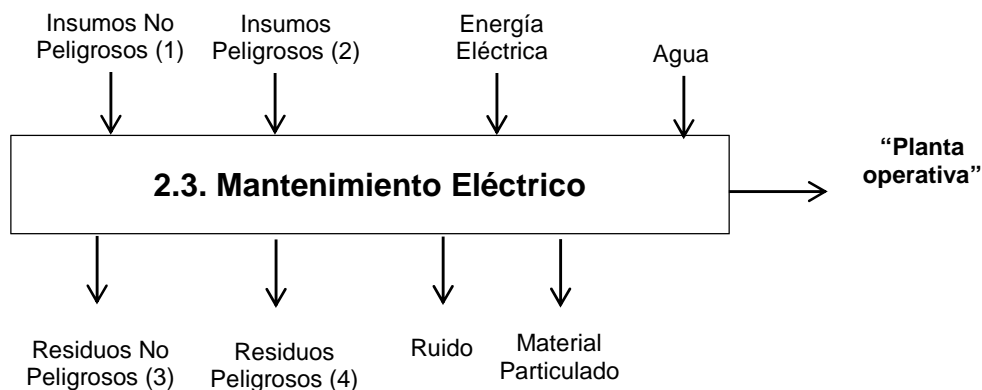 Insumos No
Peligrosos (1)
Insumos
Peligrosos (2)
Energía
Eléctrica
Agua
2.3. Mantenimiento Eléctrico
“Planta
operativa”
Residuos No
Peligrosos (3)
Residuos
Peligrosos (4)
Ruido
Material
Particulado